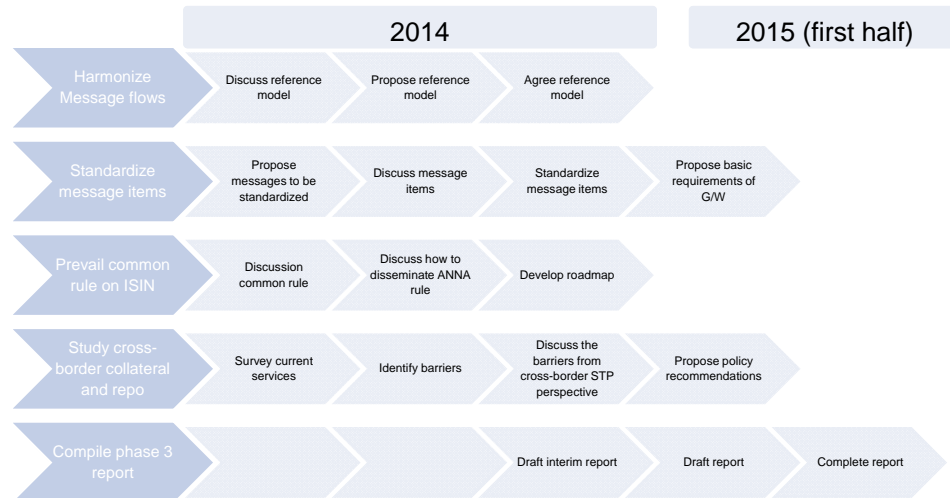 2014
2015 (first half)
Harmonize
Message flows
Discuss reference
model
Propose reference
model
Agree reference
model
Standardize
message items
Propose
messages to be
standardized
Discuss message
items
Standardize
message items
Propose basic
requirements of
G/W
Prevail common
rule on ISIN
Discussion
common rule
Discuss how to
disseminate ANNA
rule
Develop roadmap
Study cross-
border collateral
and repo
Survey current
services
Identify barriers
Discuss the
barriers from
cross-border STP
perspective
Propose policy
recommendations
Compile phase 3
report
Draft interim report
Draft report
Complete report